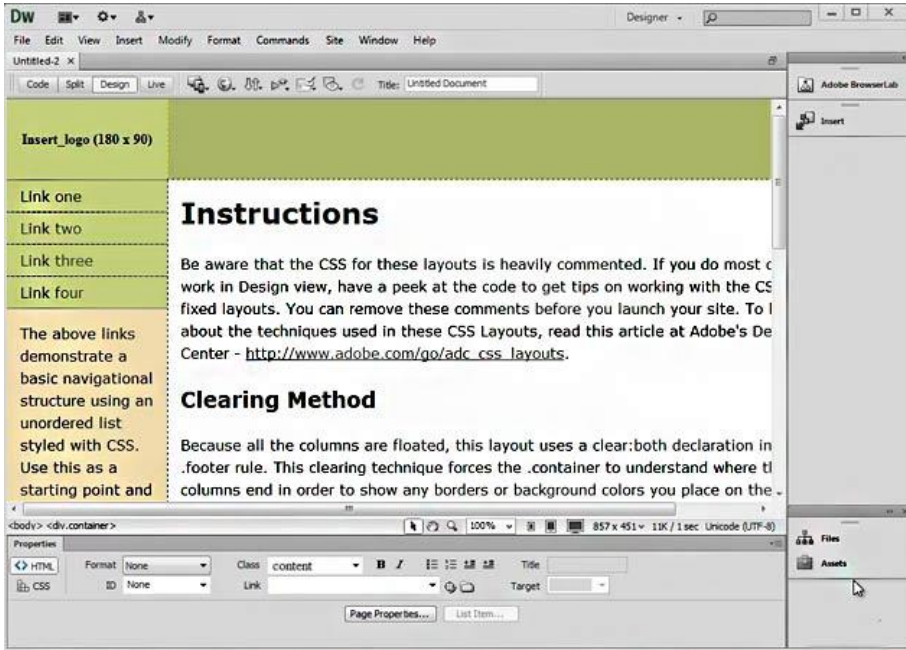 DW
Designer
File Edit View Insert Modify Format Commands Site Window Help
Untitled-2 ×
Code Split Design Live Title: Untitled Document
Adobe BrowserLab
Insert
Insert_logo (180 x 90)
Link one
Link two
Link three
Link four
The above links
demonstrate a
basic navigational
structure using an
unordered list
styled with CSS.
Use this as a
starting point and
Instructions
Be aware that the CSS for these layouts is heavily commented. If you do most
work in Design view, have a peek at the code to get tips on working with the CS
fixed layouts. You can remove these comments before you launch your site. To
about the techniques used in these CSS Layouts, read this article at Adobe's De
Center - http://www.adobe.com/go/adc_css_layouts.
Clearing Method
Because all the columns are floated, this layout uses a clear:both declaration in
.footer rule. This clearing technique forces the .container to understand where
columns end in order to show any borders or background colors you place on the
<body> <div.container> 100% 857 x 451 11K / 1 sec Unicode (UTF-8)
Properties
<> HTML Format None Class content B I Title
CSS ID None Link Target
Page Properties... List Item...
Files
Assets